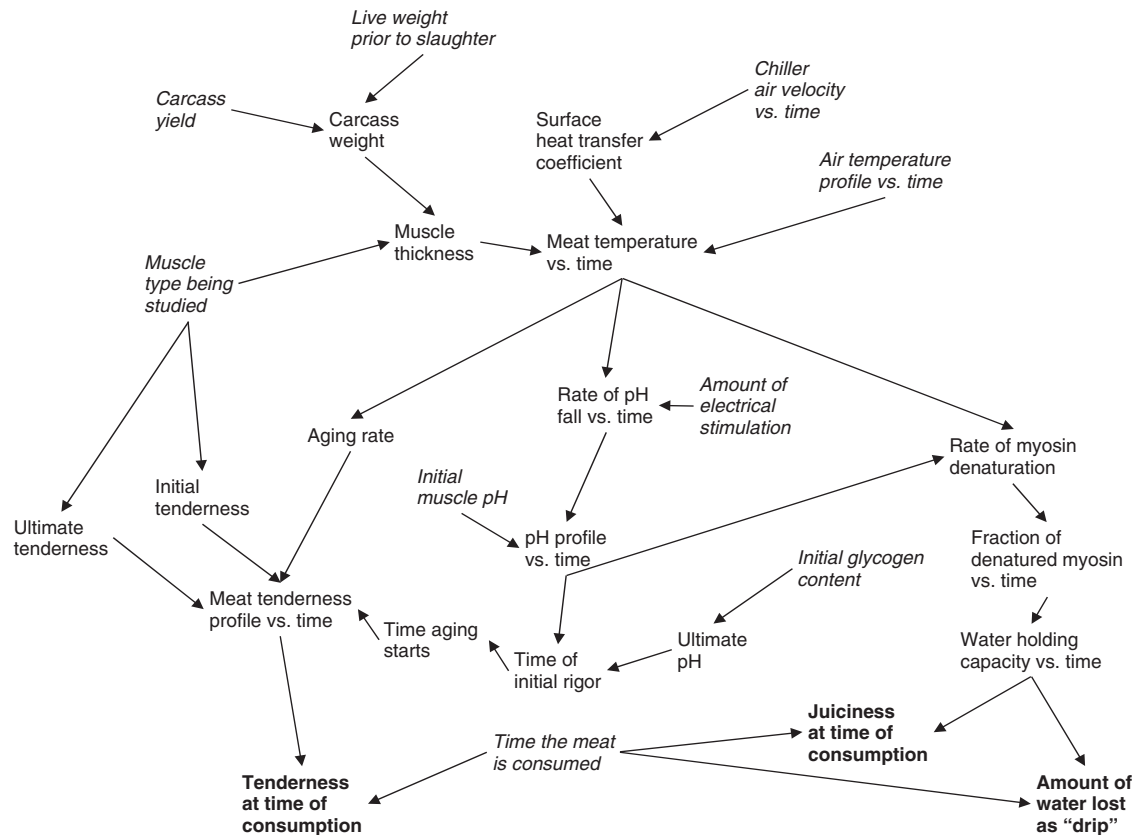 Live weight
prior to slaughter
Chiller
air velocity
vs. time
Carcass
yield
Carcass
weight
Surface
heat transfer
coefficient
Air temperature
profile vs. time
Muscle
thickness
Meat temperature
vs. time
Muscle
type being
studied
Rate of pH
fall vs. time
Amount of
electrical
stimulation
Aging rate
Rate of myosin
denaturation
Initial
muscle pH
Initial
tenderness
Ultimate
tenderness
pH profile
vs. time
Fraction of
denatured myosin
vs. time
Initial glycogen
content
Meat tenderness
profile vs. time
Time aging
starts
Time of
initial rigor
Ultimate
pH
Water holding
capacity vs. time
Juiciness
at time of
consumption
Time the meat
is consumed
Tenderness
at time of
consumption
Amount of
water lost
as “drip”